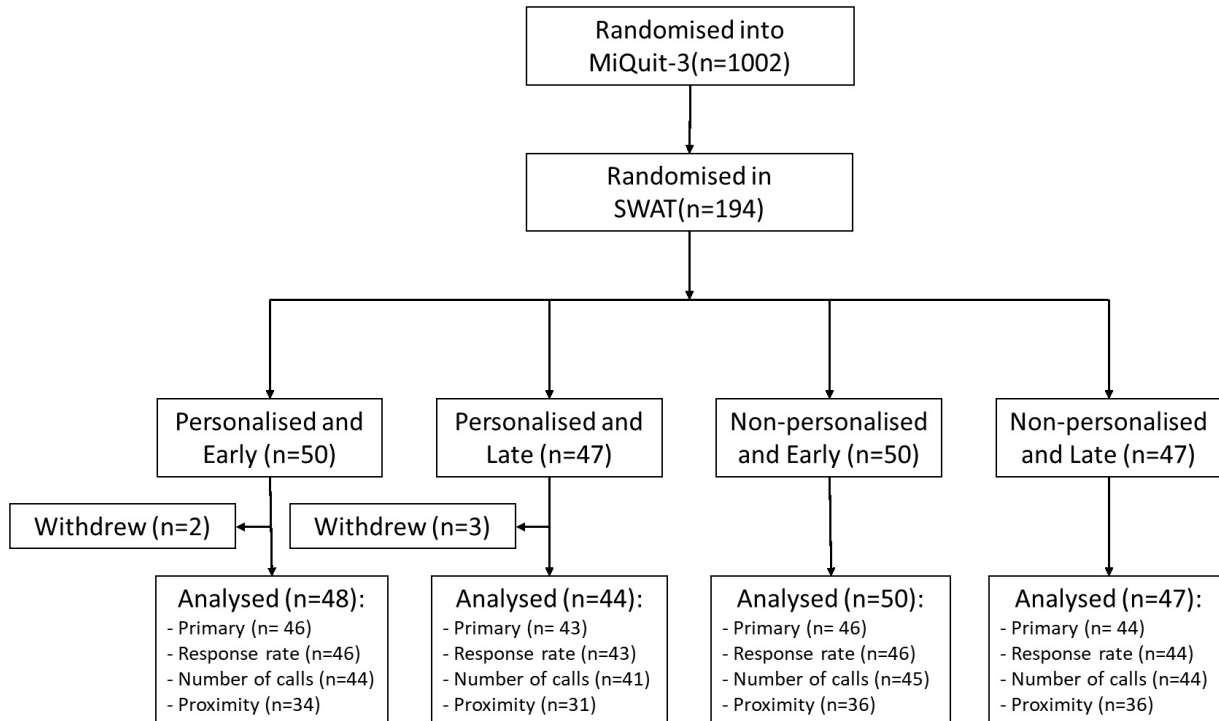 Randomised into
MiQuit-3(n=1002)
Randomised in
SWAT(n=194)
Personalised and
Early (n=50)
Personalised and
Late (n=47)
Non-personalised
and Early (n=50)
Non-personalised
and Late (n=47)
Withdrew (n=2)
Withdrew (n=3)
Analysed (n=48):
- Primary (n= 46)
- Response rate (n=46)
- Number of calls (n=44)
- Proximity (n=34)
Analysed (n=44):
- Primary (n= 43)
- Response rate (n=43)
- Number of calls (n=41)
- Proximity (n=31)
Analysed (n=50):
- Primary (n= 46)
- Response rate (n=46)
- Number of calls (n=45)
- Proximity (n=36)
Analysed (n=47):
- Primary (n= 44)
- Response rate (n=44)
- Number of calls (n=44)
- Proximity (n=36)